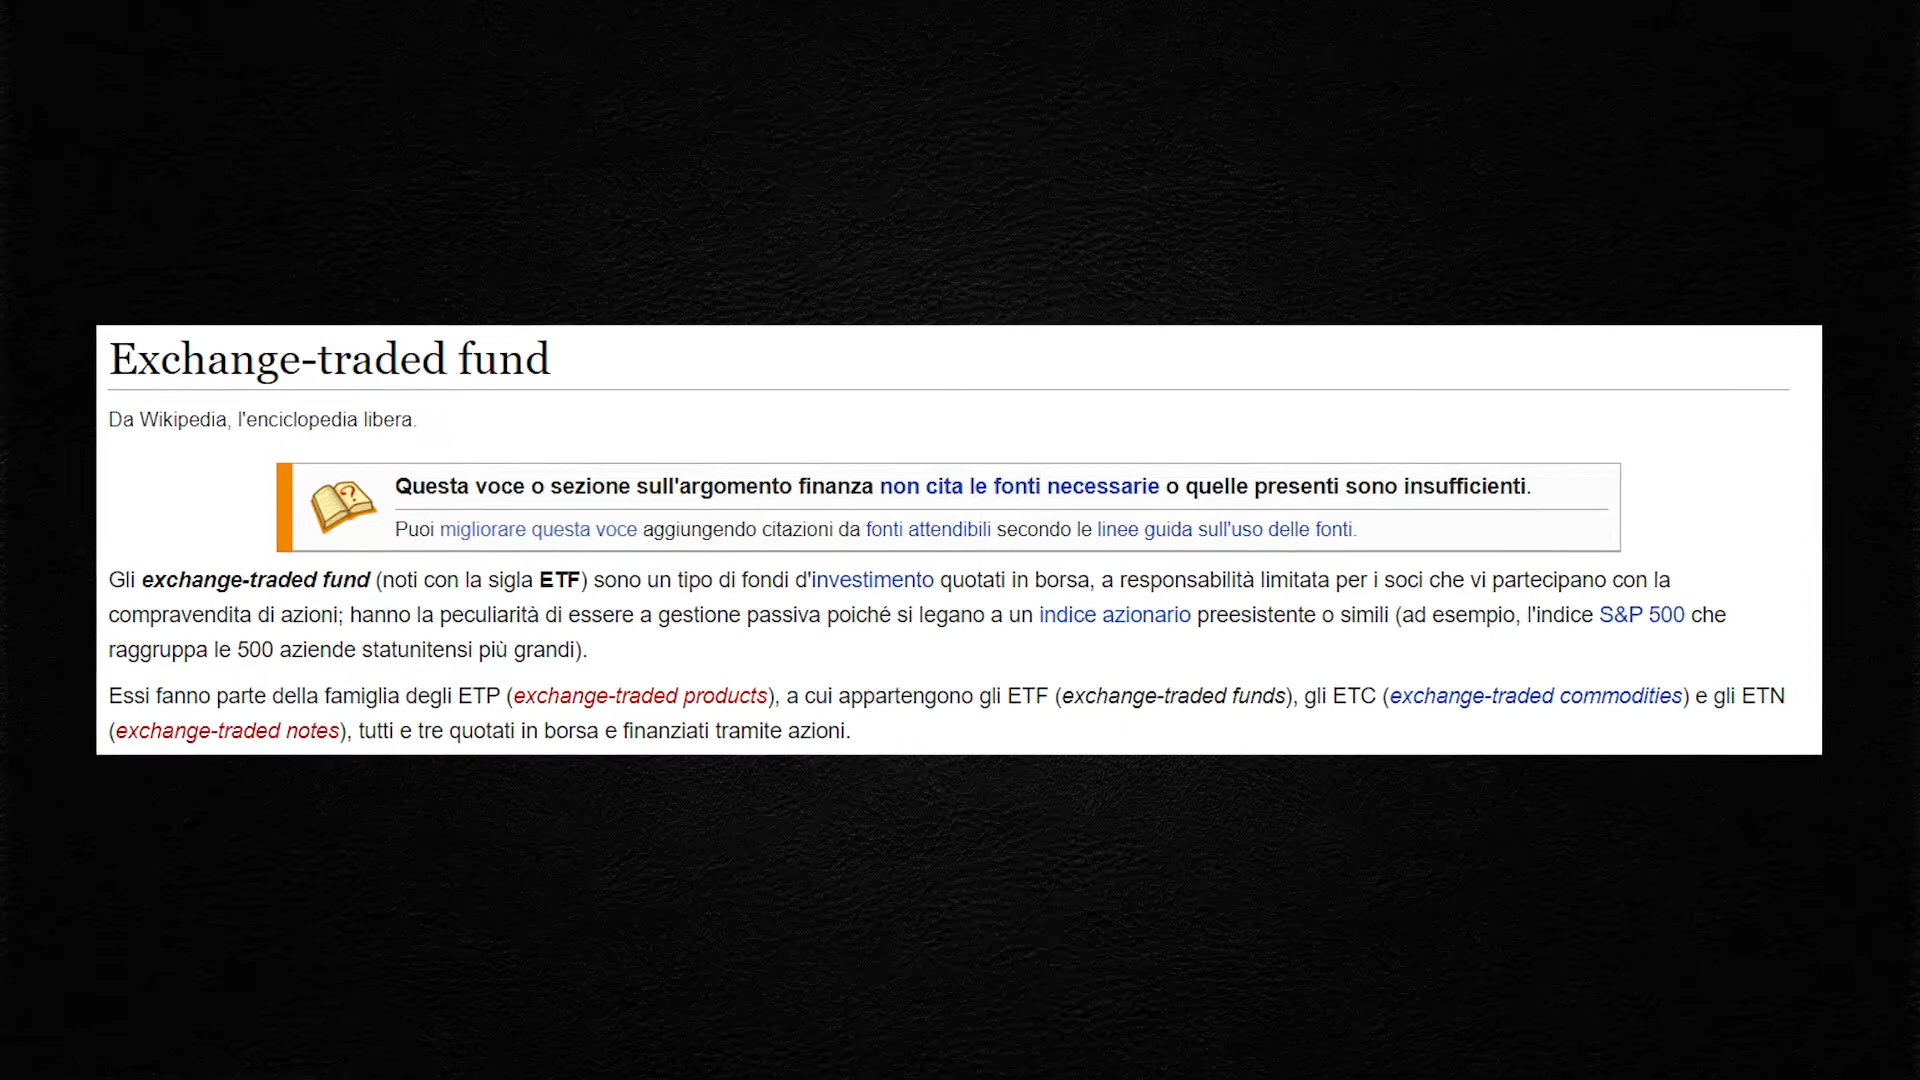 Exchange-traded fund
Da Wikipedia, l'enciclopedia libera.
Questa voce o sezione sull'argomento finanza non cita le fonti necessarie o quelle presenti sono insufficienti.
Puoi migliorare questa voce aggiungendo citazioni da fonti attendibili secondo le linee guida sull'uso delle fonti.
Gli exchange-traded fund (noti con la sigla ETF) sono un tipo di fondi d'investimento quotati in borsa, a responsabilità limitata per i soci che vi partecipano con la
compravendita di azioni; hanno la peculiarità di essere a gestione passiva poiché si legano a un indice azionario preesistente o simili (ad esempio, l'indice S&P 500 che
raggruppa le 500 aziende statunitensi più grandi).
Essi fanno parte della famiglia degli ETP (exchange-traded products), a cui appartengono gli ETF (exchange-traded funds), gli ETC (exchange-traded commodities) e gli ETN
(exchange-traded notes), tutti e tre quotati in borsa e finanziati tramite azioni.